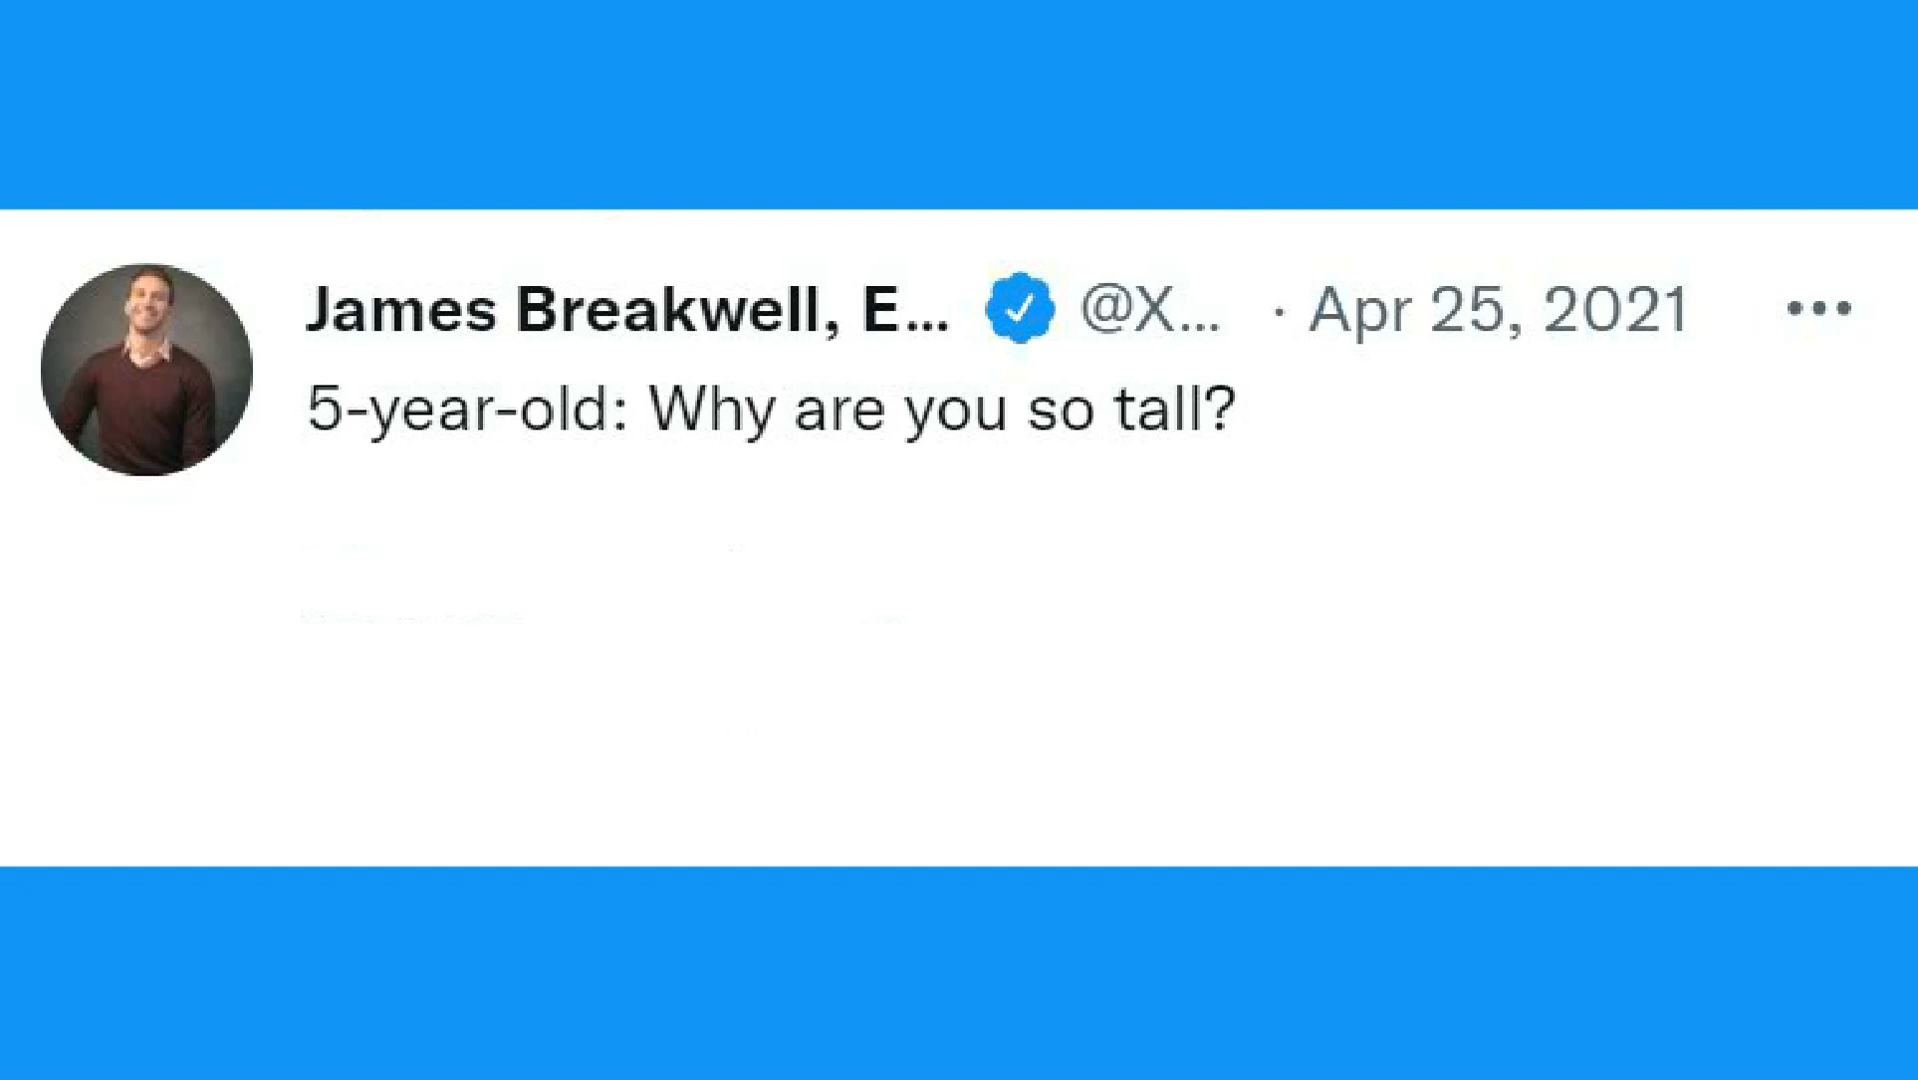 James Breakwell, E... @X... · Apr 25, 2021
5-year-old: Why are you so tall?